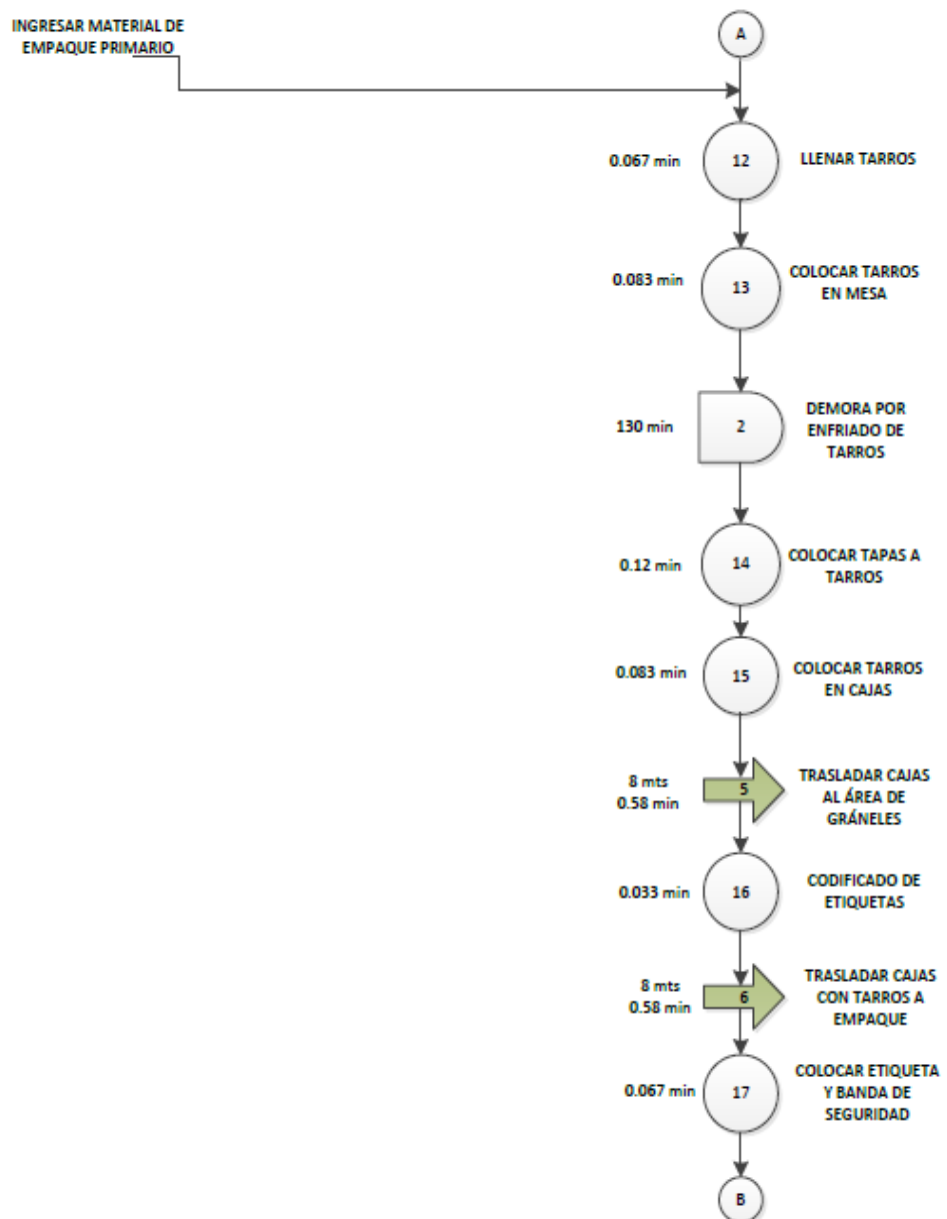 INGRESAR MATERIAL DE
EMPAQUE PRIMARIO
A
0.067 min
12
LLENAR TARROS
0.083 min
13
COLOCAR TARROS
EN MESA
130 min
2
DEMORA POR
ENFRIADO DE
TARROS
0.12 min
14
COLOCAR TAPAS A
TARROS
0.083 min
15
COLOCAR TARROS
EN CAJAS
8 mts
0.58 min
5
TRASLADAR CAJAS
AL ÁREA DE
GRÁNELES
0.033 min
16
CODIFICADO DE
ETIQUETAS
8 mts
0.58 min
6
TRASLADAR CAJAS
CON TARROS A
EMPAQUE
0.067 min
17
COLOCAR ETIQUETA
Y BANDA DE
SEGURIDAD
B